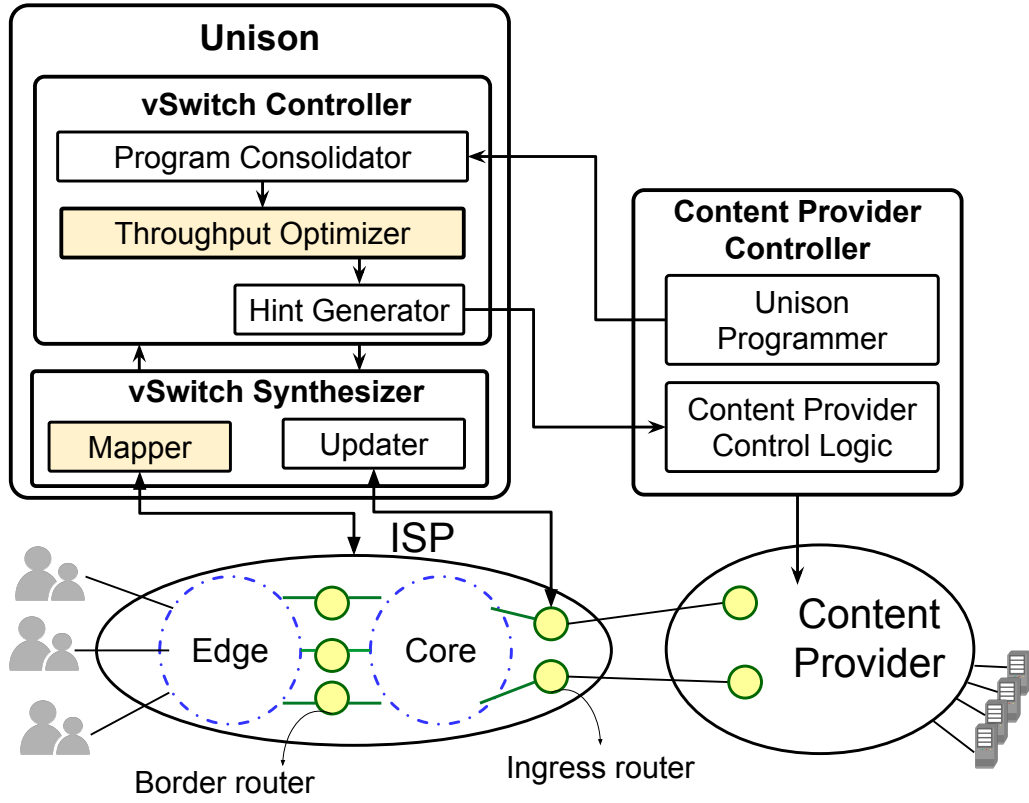 Unison
vSwitch Controller
Program Consolidator
Throughput Optimizer
Hint Generator
vSwitch Synthesizer
Mapper
Updater
Content Provider
Controller
Unison
Programmer
Content Provider
Control Logic
ISP
Edge
Core
Content
Provider
Border router
Ingress router